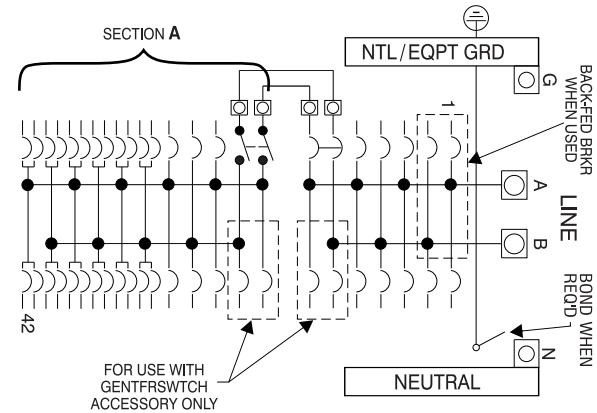 SECTION A
NTL/EQPT GRD
G
BACK-FED BRKR
WHEN USED
1
A
LINE
B
BOND WHEN
REQ'D
N
NEUTRAL
42
FOR USE WITH
GENTFRSWTCH
ACCESSORY ONLY